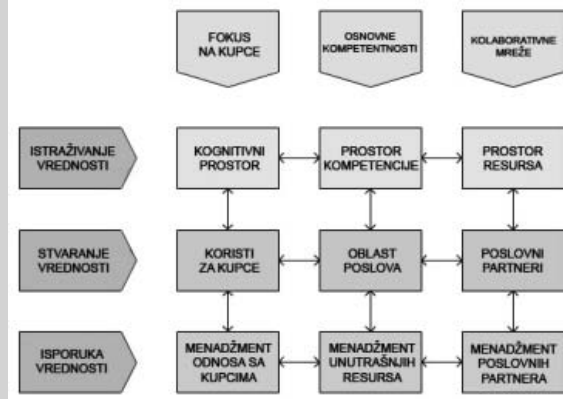 FOKUS
NA KUPCE
OSNOVNE
KOMPETENTNOSTI
KOLABORATIVNE
MREŽE
ISTRAŽIVANJE
VREDNOSTI
KOGNITIVNI
PROSTOR
PROSTOR
KOMPETENCIJE
PROSTOR
RESURSA
STVARANJE
VREDNOSTI
KORISTI
ZA KUPCE
OBLAST
POSLOVA
POSLOVNI
PARTNERI
ISPORUKA
VREDNOSTI
MENADŽMENT
ODNOSA SA
KUPCIMA
MENADŽMENT
UNUTRAŠNJIH
RESURSA
MENADŽMENT
POSLOVNIH
PARTNERA